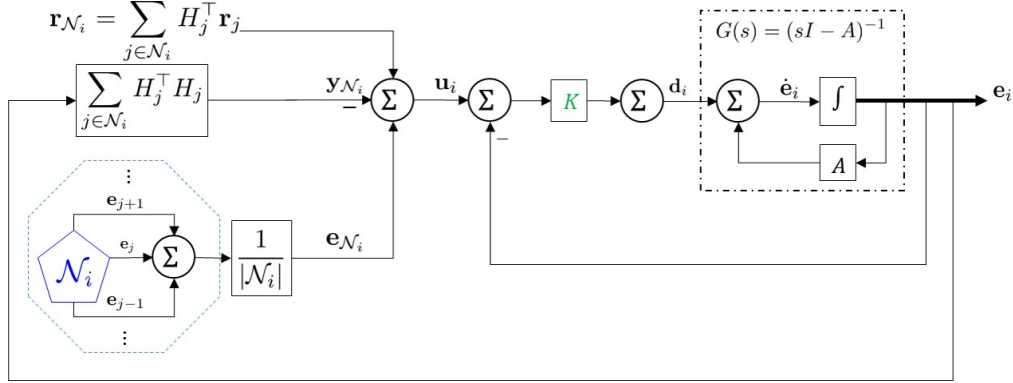 𝐫_{𝒩_i} = ∑_{j∈𝒩_i} H_j^⊤ 𝐫_j
G(s) = (sI − A)^{−1}
∑_{j∈𝒩_i} H_j^⊤ H_j
𝐲_{𝒩_i}
−
Σ
𝐮_i
Σ
−
K
Σ
𝐝_i
Σ
𝐞̇_i
∫
𝐞_i
A
⋮
𝐞_{j+1}
𝒩_i
𝐞_j
Σ
1/|𝒩_i|
𝐞_{𝒩_i}
𝐞_{j−1}
⋮